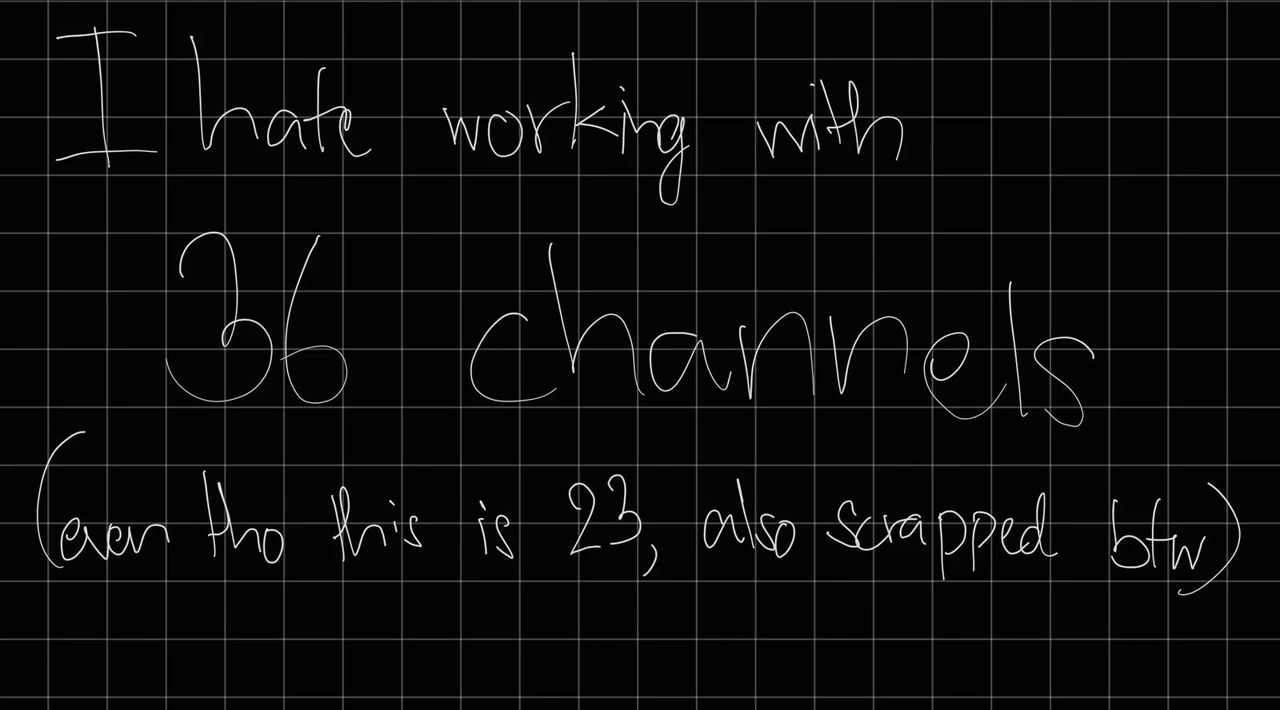 I hate working with
36 channels
(even tho this is 23, also scrapped btw)